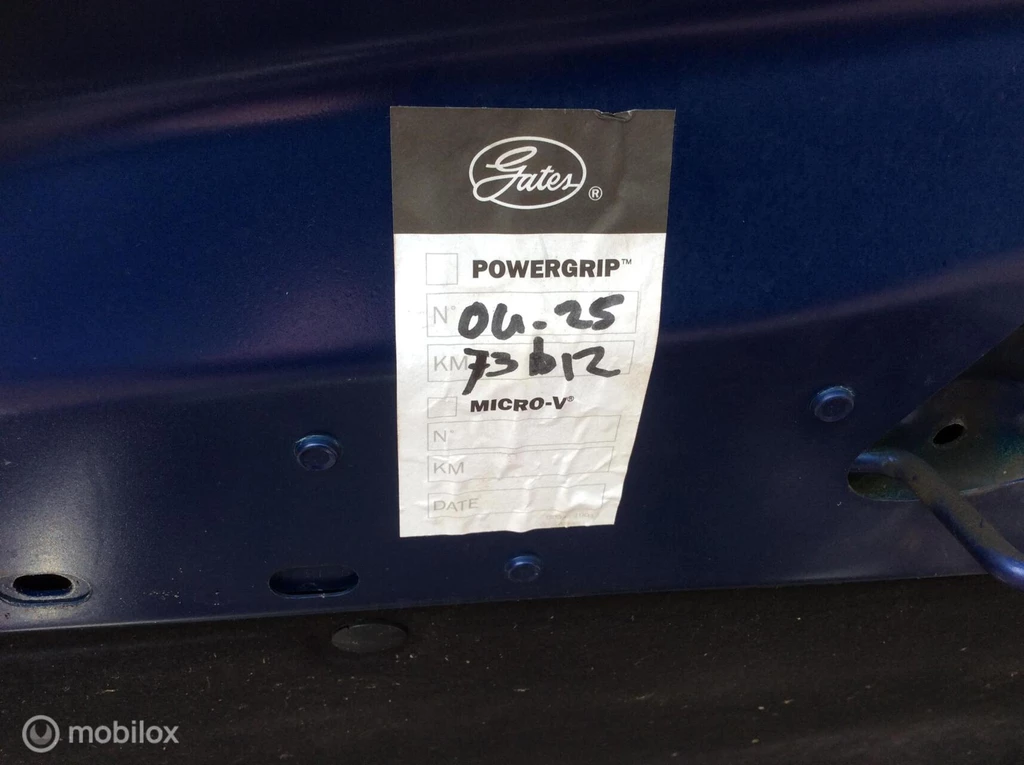 Gates®
POWERGRIP™
N° 04-25
KM 73612
MICRO-V®
N°
KM
DATE
mobilox